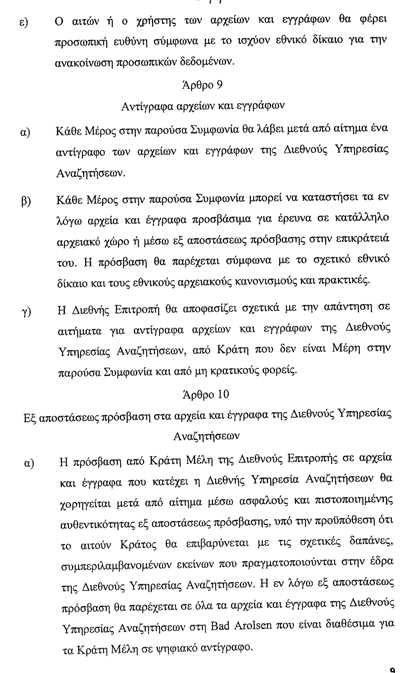 ε) Ο αιτών ή ο χρήστης των αρχείων και εγγράφων θα φέρει
προσωπική ευθύνη σύμφωνα με το ισχύον εθνικό δίκαιο για την
ανακοίνωση προσωπικών δεδομένων.
Άρθρο 9
Αντίγραφα αρχείων και εγγράφων
α) Κάθε Μέρος στην παρούσα Συμφωνία θα λάβει μετά από αίτημα ένα
αντίγραφο των αρχείων και εγγράφων της Διεθνούς Υπηρεσίας
Αναζητήσεων.
β) Κάθε Μέρος στην παρούσα Συμφωνία μπορεί να καταστήσει τα εν
λόγω αρχεία και έγγραφα προσβάσιμα για έρευνα σε κατάλληλο
αρχειακό χώρο ή μέσω εξ αποστάσεως πρόσβασης στην επικράτειά
του. Η πρόσβαση θα παρέχεται σύμφωνα με το σχετικό εθνικό
δίκαιο και τους εθνικούς αρχειακούς κανονισμούς και πρακτικές.
γ) Η Διεθνής Επιτροπή θα αποφασίζει σχετικά με την απάντηση σε
αιτήματα για αντίγραφα αρχείων και εγγράφων της Διεθνούς
Υπηρεσίας Αναζητήσεων, από Κράτη που δεν είναι Μέρη στην
παρούσα Συμφωνία και από μη κρατικούς φορείς.
Άρθρο 10
Εξ αποστάσεως πρόσβαση στα αρχεία και έγγραφα της Διεθνούς Υπηρεσίας
Αναζητήσεων
α) Η πρόσβαση από Κράτη Μέλη της Διεθνούς Επιτροπής σε αρχεία
και έγγραφα που κατέχει η Διεθνής Υπηρεσία Αναζητήσεων θα
χορηγείται μετά από αίτημα μέσω ασφαλούς και πιστοποιημένης
αυθεντικότητας εξ αποστάσεως πρόσβασης, υπό την προϋπόθεση ότι
το αιτούν Κράτος θα επιβαρύνεται με τις σχετικές δαπάνες,
συμπεριλαμβανομένων εκείνων που πραγματοποιούνται στην έδρα
της Διεθνούς Υπηρεσίας Αναζητήσεων. Η εν λόγω εξ αποστάσεως
πρόσβαση θα παρέχεται σε όλα τα αρχεία και έγγραφα της Διεθνούς
Υπηρεσίας Αναζητήσεων στη Bad Arolsen που είναι διαθέσιμα για
τα Κράτη Μέλη σε ψηφιακό αντίγραφο.